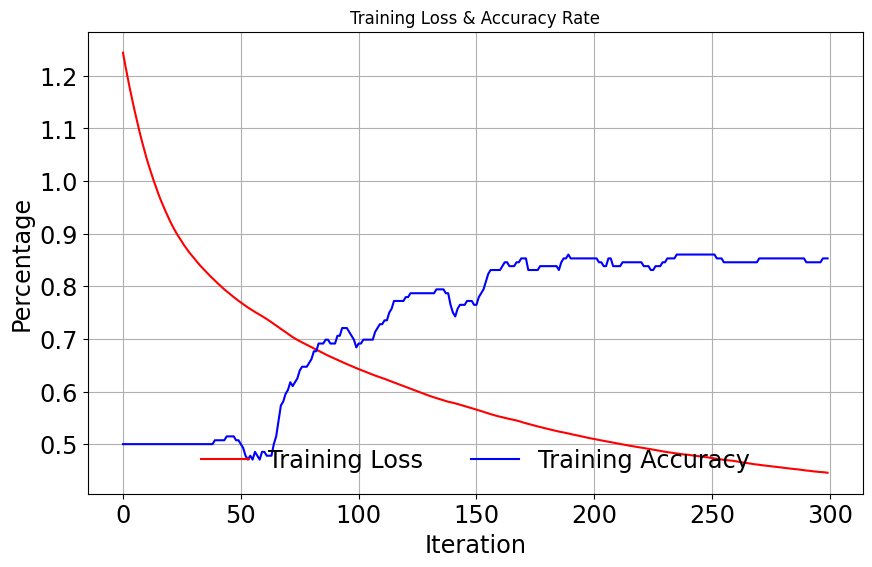 Training Loss & Accuracy Rate
Percentage
1.2
1.1
1.0
0.9
0.8
0.7
0.6
0.5
Training Loss Training Accuracy
0 50 100 150 200 250 300
Iteration